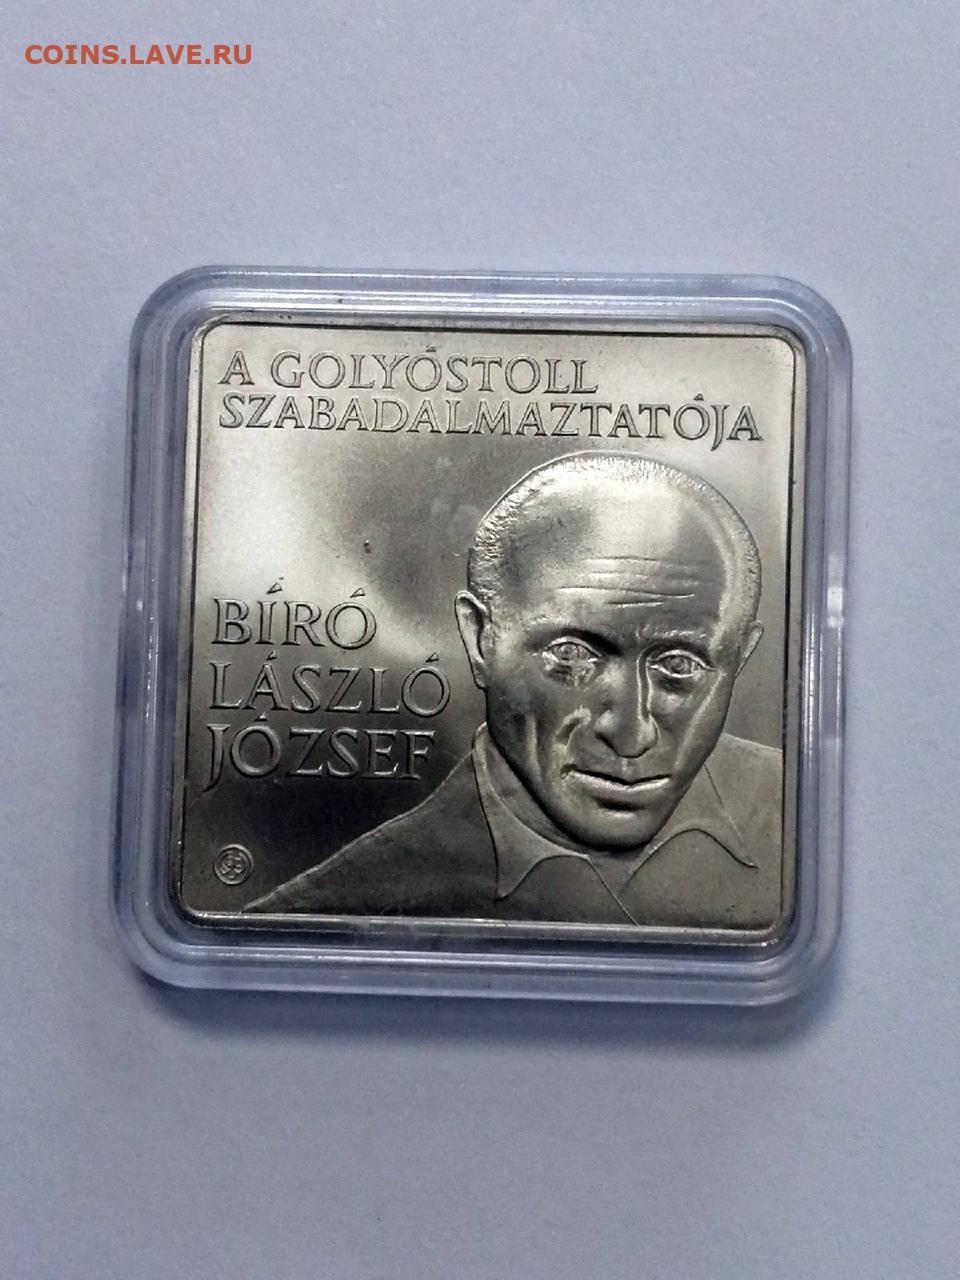 COINS.LAVE.RU
A GOLYÓSTOLL
SZABADALMAZTATÓJA
BÍRÓ
LÁSZLÓ
JÓZSEF